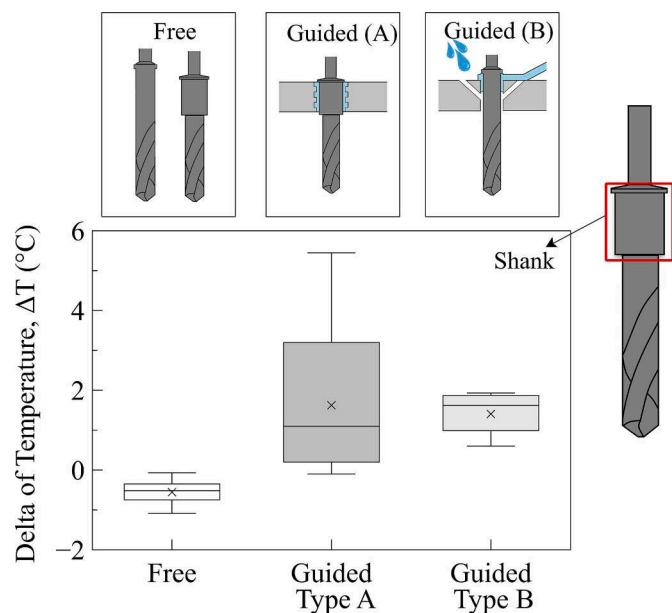 Free
Guided (A)
Guided (B)
Shank
Delta of Temperature, ΔT (°C)
6
4
2
0
−2
Free
Guided
Type A
Guided
Type B